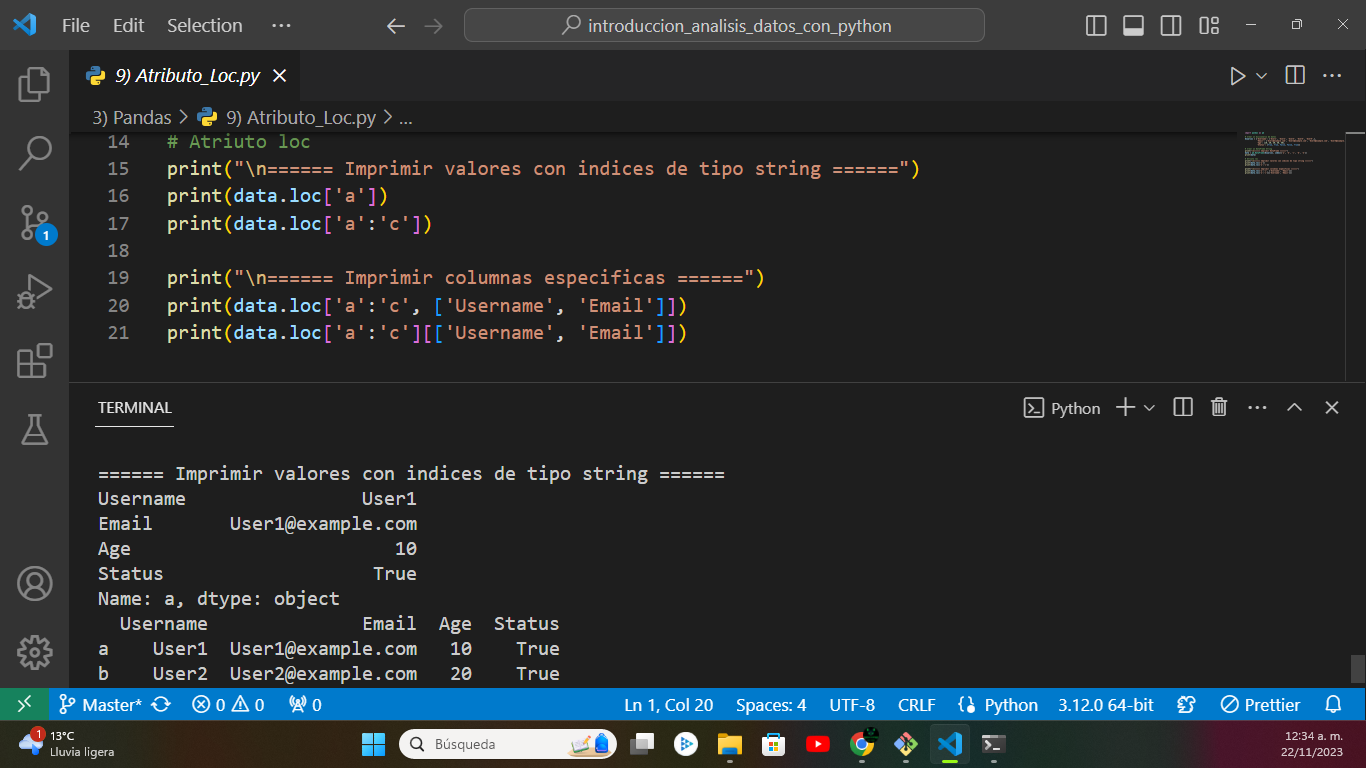 File Edit Selection ···
introduccion_analisis_datos_con_python
9) Atributo_Loc.py
3) Pandas > 9) Atributo_Loc.py > ...
14 # Atriuto loc
15 print("\n====== Imprimir valores con indices de tipo string ======")
16 print(data.loc['a'])
17 print(data.loc['a':'c'])
18
19 print("\n====== Imprimir columnas especificas ======")
20 print(data.loc['a':'c', ['Username', 'Email']])
21 print(data.loc['a':'c'][['Username', 'Email']])
1
TERMINAL
Python
====== Imprimir valores con indices de tipo string ======
Username User1
Email User1@example.com
Age 10
Status True
Name: a, dtype: object
Username Email Age Status
a User1 User1@example.com 10 True
b User2 User2@example.com 20 True
Master* 0 0 0 Ln 1, Col 20 Spaces: 4 UTF-8 CRLF Python 3.12.0 64-bit Prettier
1
13°C
Lluvia ligera
Búsqueda
12:34 a. m.
22/11/2023